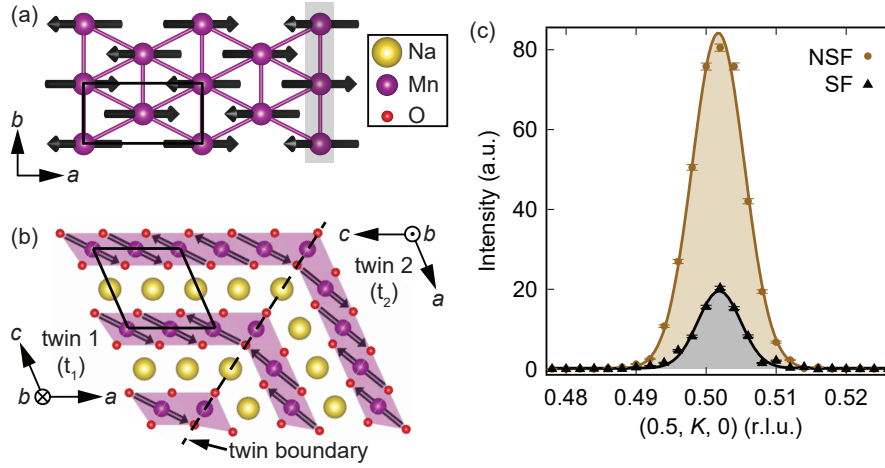 (a)
b
a
Na
Mn
O
(b)
c
b
a
twin 2
(t₂)
twin 1
(t₁)
c
b
a
twin boundary
(c)
NSF
SF
Intensity (a.u.)
80
60
40
20
0
0.48 0.49 0.50 0.51 0.52
(0.5, K, 0) (r.l.u.)